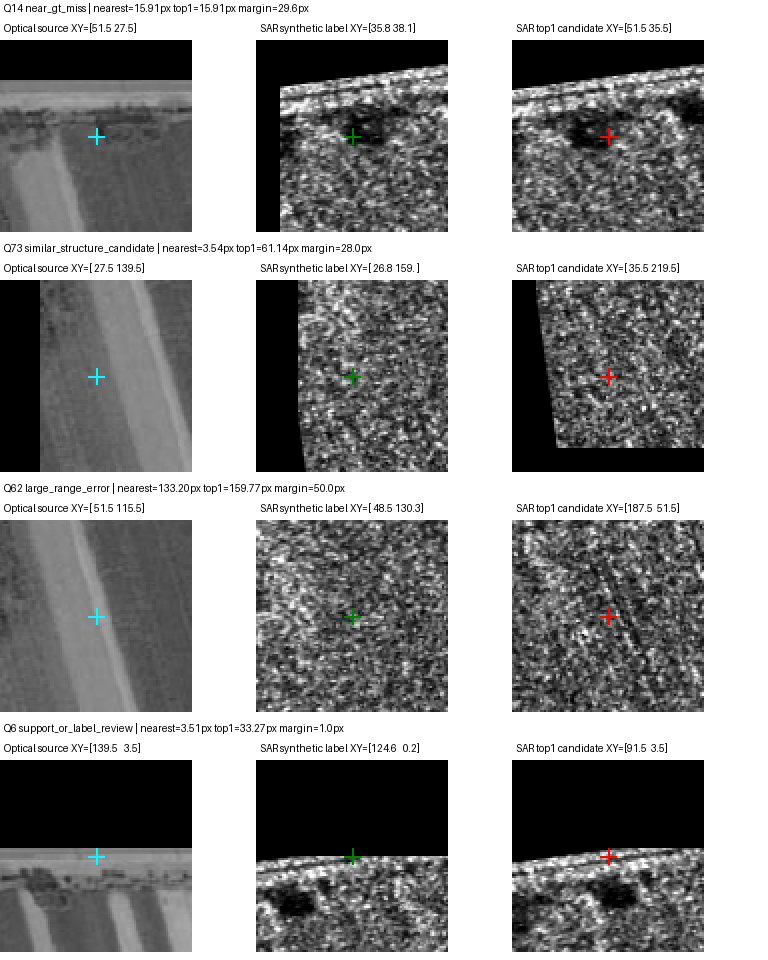 Q14 near_gt_miss | nearest=15.91px top1=15.91px margin=29.6px
Optical source XY=[51.5 27.5]
SAR synthetic label XY=[35.8 38.1]
SAR top1 candidate XY=[51.5 35.5]
Q73 similar_structure_candidate | nearest=3.54px top1=61.14px margin=28.0px
Optical source XY=[ 27.5 139.5]
SAR synthetic label XY=[ 26.8 159. ]
SAR top1 candidate XY=[ 35.5 219.5]
Q62 large_range_error | nearest=133.20px top1=159.77px margin=50.0px
Optical source XY=[ 51.5 115.5]
SAR synthetic label XY=[ 48.5 130.3]
SAR top1 candidate XY=[187.5  51.5]
Q6 support_or_label_review | nearest=3.51px top1=33.27px margin=1.0px
Optical source XY=[139.5  3.5]
SAR synthetic label XY=[124.6  0.2]
SAR top1 candidate XY=[91.5  3.5]